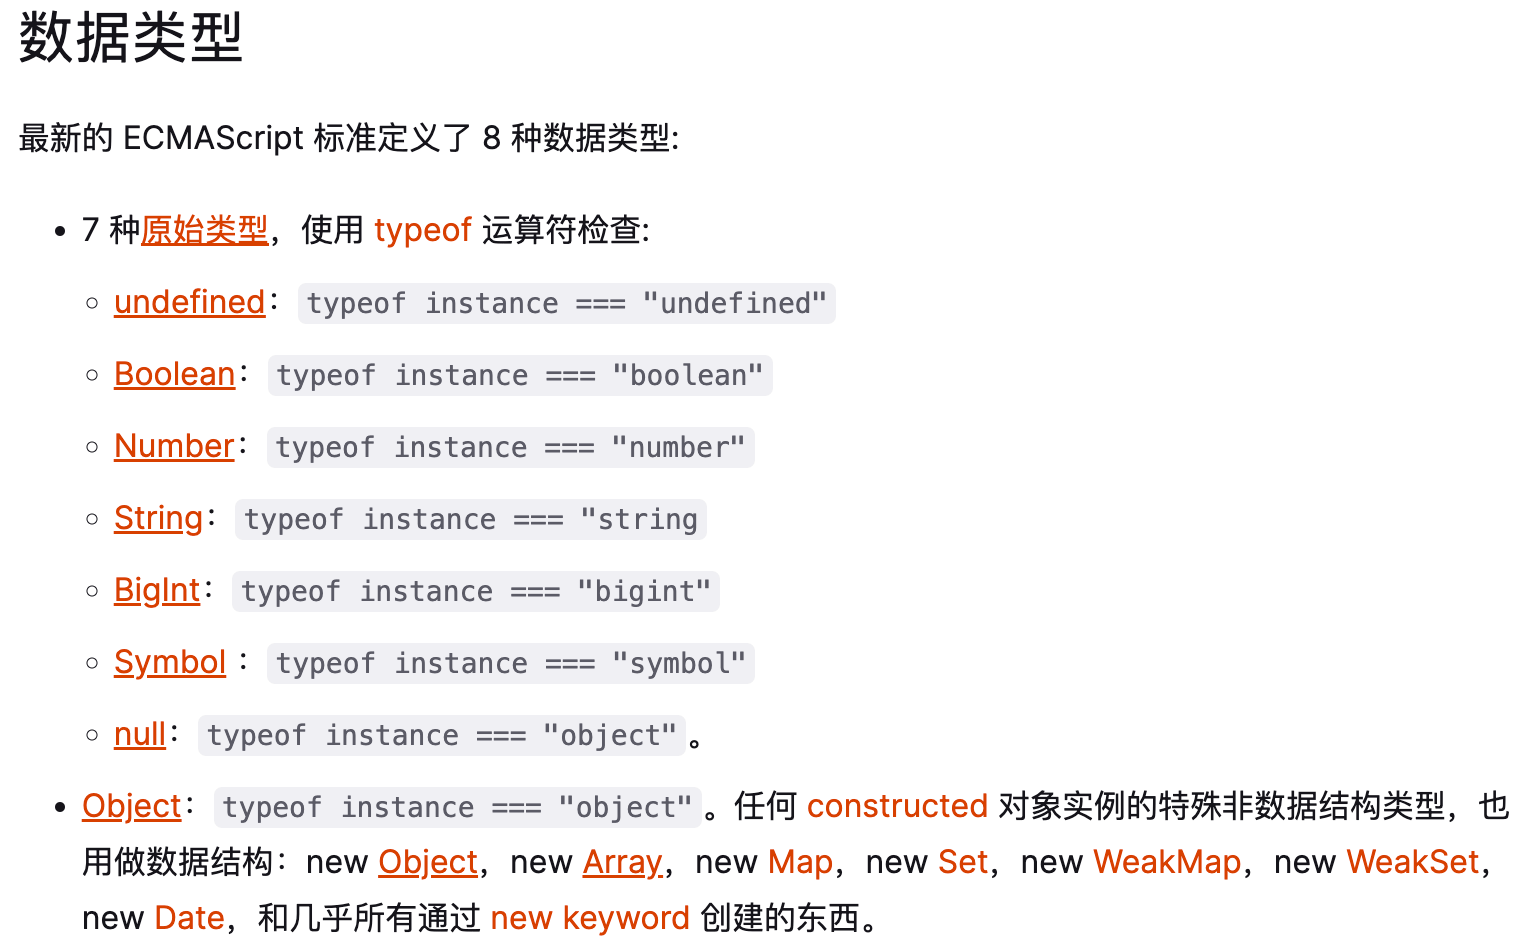 数据类型
最新的 ECMAScript 标准定义了 8 种数据类型:
7 种原始类型，使用 typeof 运算符检查:
undefined： typeof instance === "undefined"
Boolean： typeof instance === "boolean"
Number： typeof instance === "number"
String： typeof instance === "string
BigInt： typeof instance === "bigint"
Symbol ： typeof instance === "symbol"
null： typeof instance === "object" 。
Object： typeof instance === "object" 。任何 constructed 对象实例的特殊非数据结构类型，也
用做数据结构：new Object，new Array，new Map，new Set，new WeakMap，new WeakSet，
new Date，和几乎所有通过 new keyword 创建的东西。